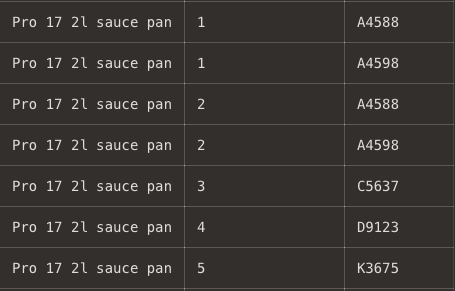 Pro 17 2l sauce pan 1 A4588
Pro 17 2l sauce pan 1 A4598
Pro 17 2l sauce pan 2 A4588
Pro 17 2l sauce pan 2 A4598
Pro 17 2l sauce pan 3 C5637
Pro 17 2l sauce pan 4 D9123
Pro 17 2l sauce pan 5 K3675